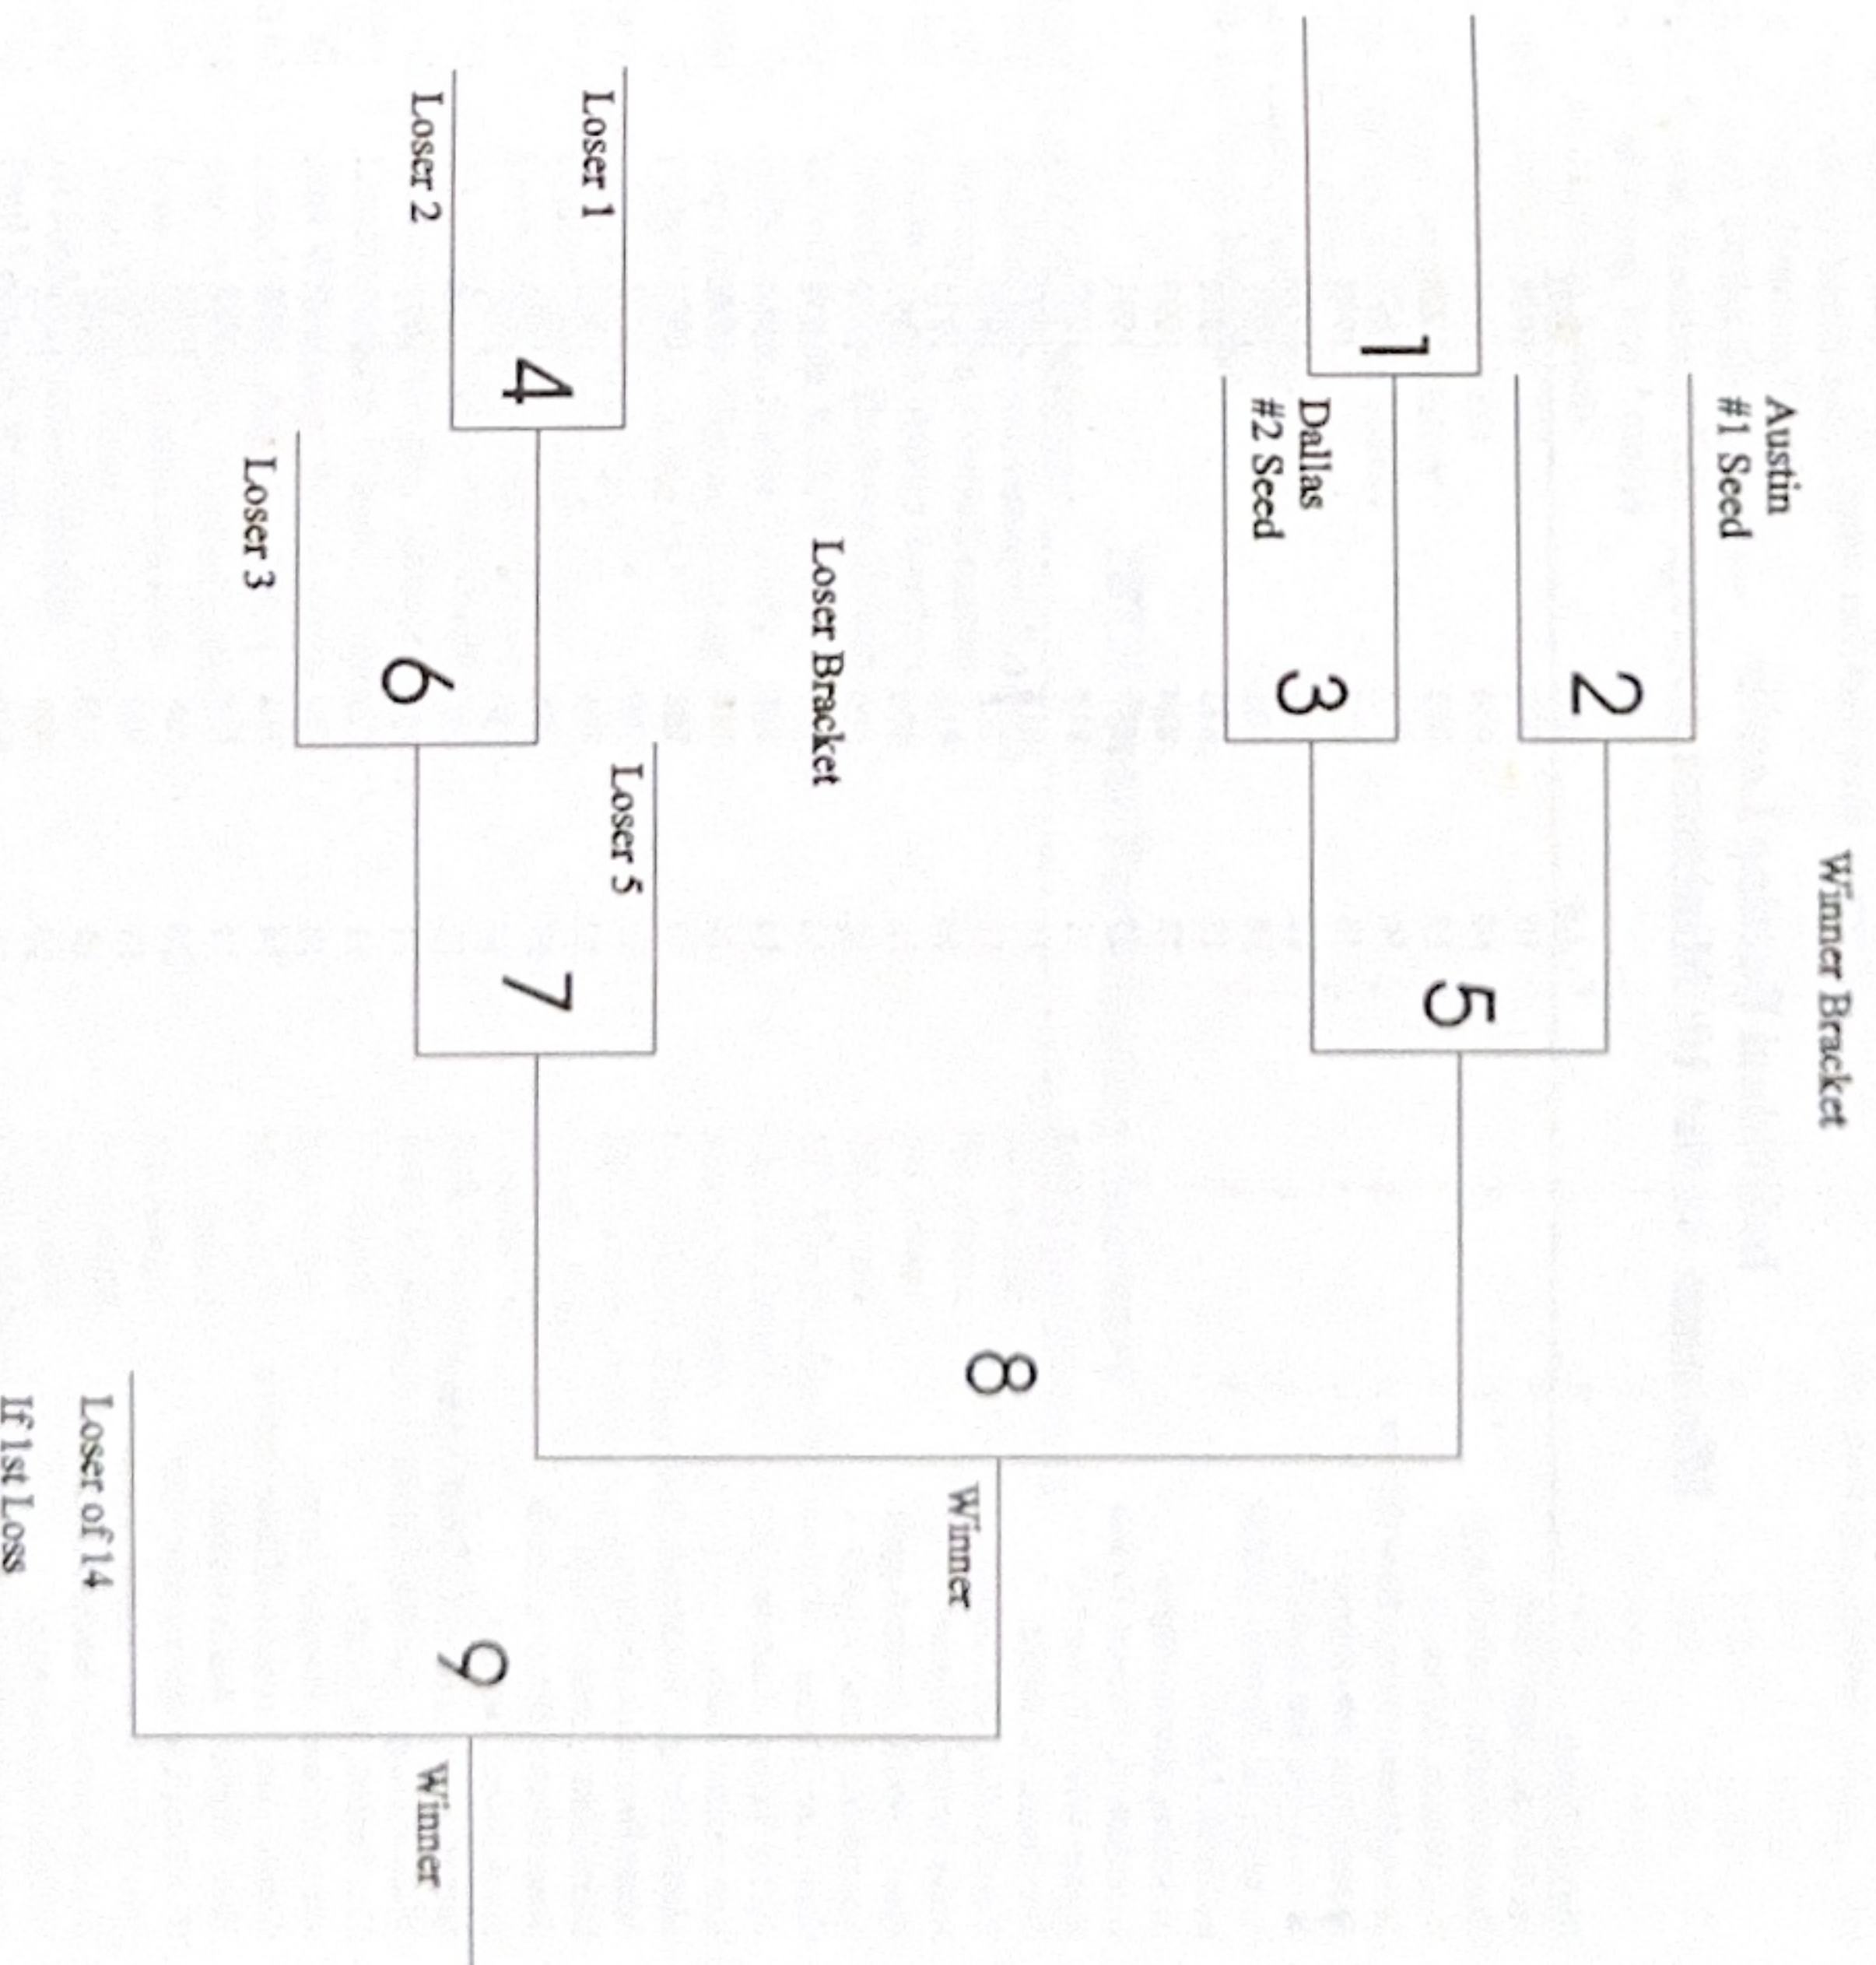 Winner Bracket
Austin
#1 Seed
2
1
Dallas
#2 Seed
3
5
Loser Bracket
Loser 1
4
Loser 2
Loser 3
6
Loser 5
7
8
Winner
9
Loser of 14
If 1st Loss
Winner